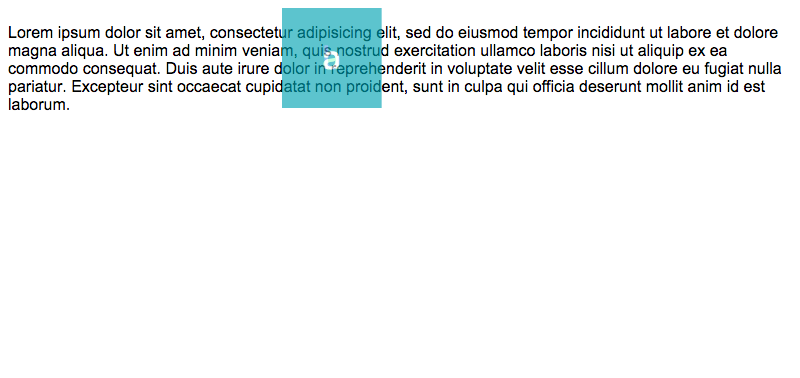 Lorem ipsum dolor sit amet, consectetur adipisicing elit, sed do eiusmod tempor incididunt ut labore et dolore
magna aliqua. Ut enim ad minim veniam, quis nostrud exercitation ullamco laboris nisi ut aliquip ex ea
commodo consequat. Duis aute irure dolor in reprehenderit in voluptate velit esse cillum dolore eu fugiat nulla
pariatur. Excepteur sint occaecat cupidatat non proident, sunt in culpa qui officia deserunt mollit anim id est
laborum.
a